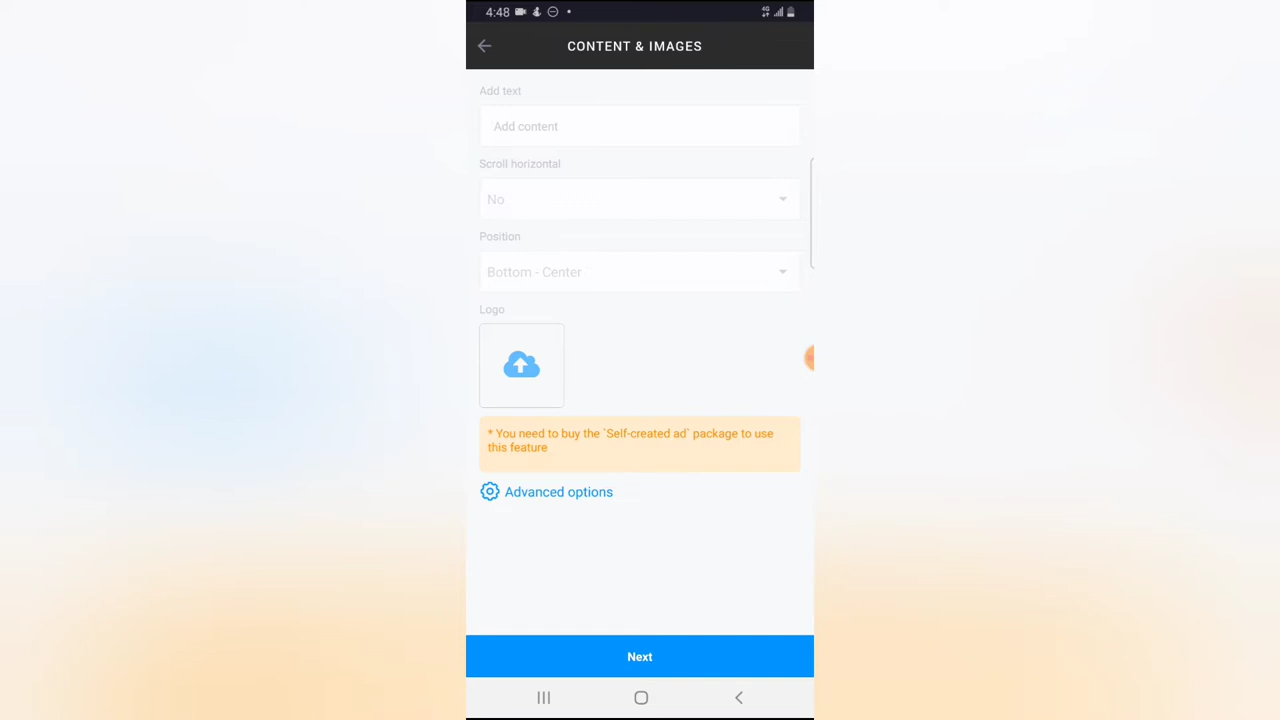 4:48
4G
CONTENT & IMAGES
Add text
Add content
Scroll horizontal
No
Position
Bottom - Center
Logo
* You need to buy the `Self-created ad` package to use
this feature
Advanced options
Next